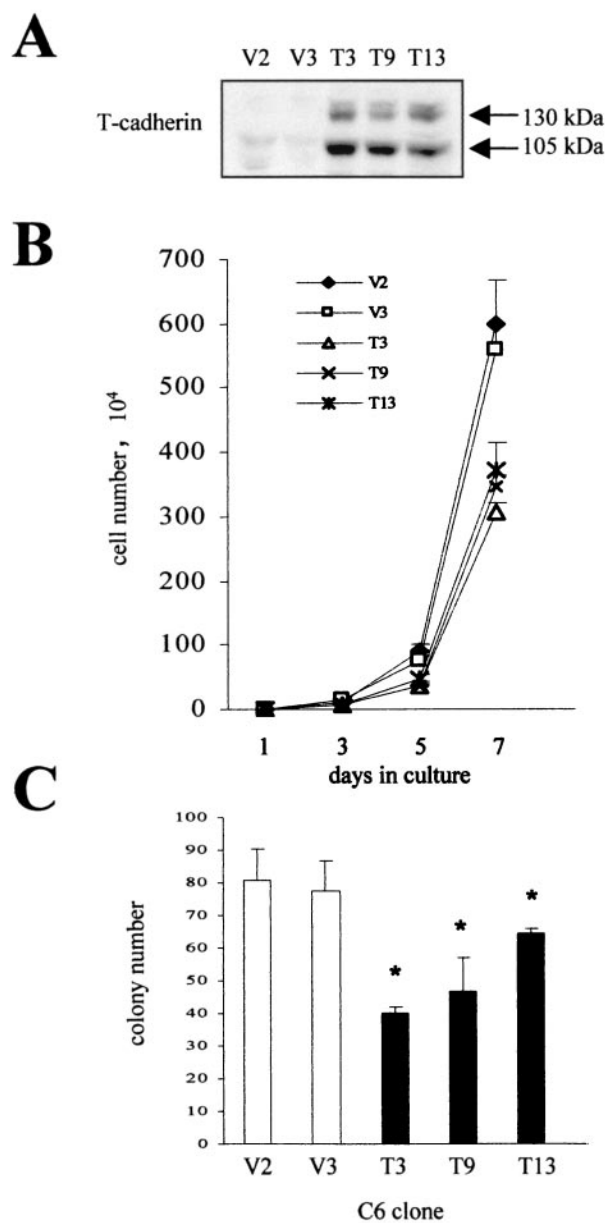 A
V2 V3 T3 T9 T13
T-cadherin
130 kDa
105 kDa
B
700
600
500
400
300
200
100
0
cell number, 10⁴
V2
V3
T3
T9
T13
1 3 5 7
days in culture
C
100
90
80
70
60
50
40
30
20
10
0
colony number
* * *
V2 V3 T3 T9 T13
C6 clone